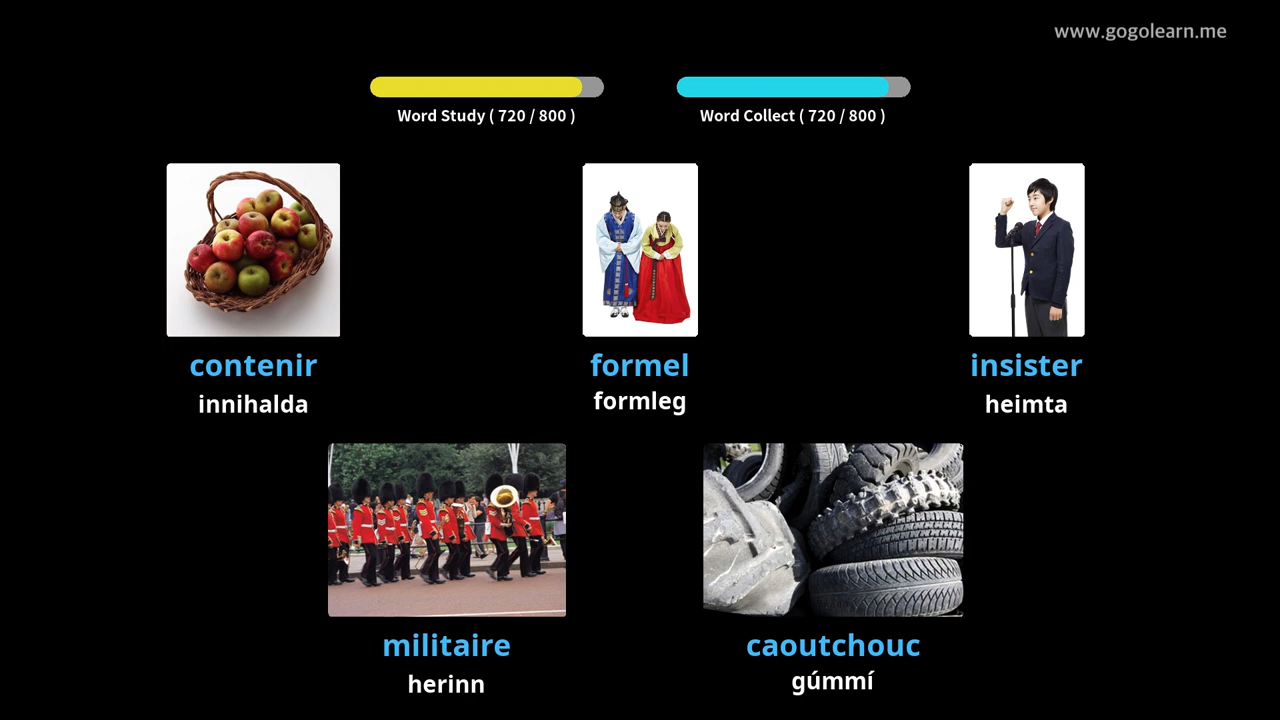 www.gogolearn.me
Word Study ( 720 / 800 )
Word Collect ( 720 / 800 )
contenir
innihalda
formel
formleg
insister
heimta
militaire
herinn
caoutchouc
gúmmí